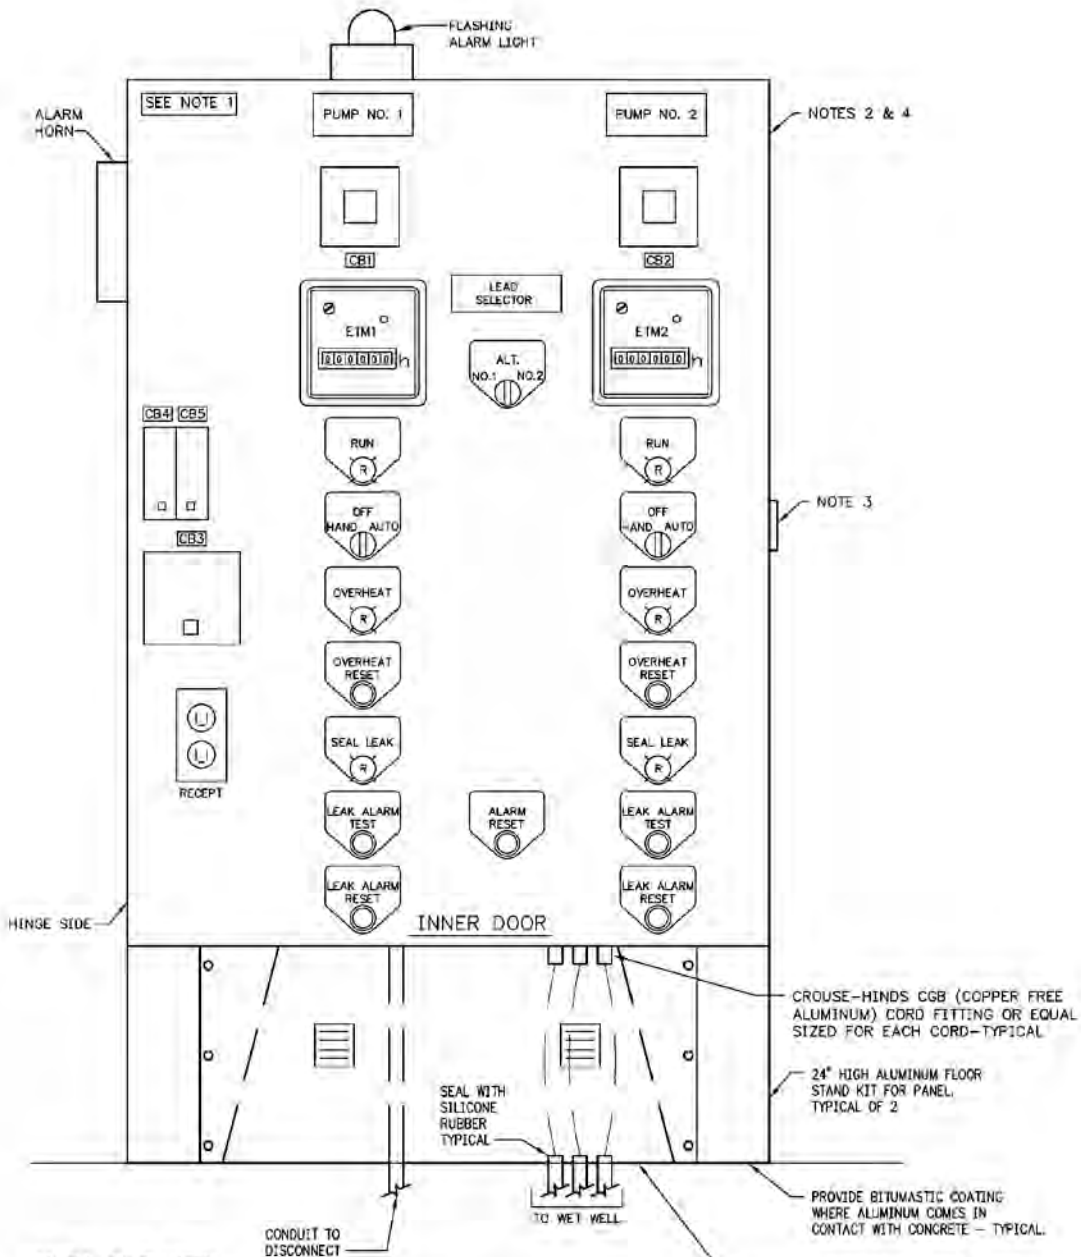 FLASHING
ALARM LIGHT
SEE NOTE 1
PUMP NO. 1
PUMP NO. 2
NOTES 2 & 4
ALARM
HORN
CB1
CB2
LEAD
SELECTOR
ETM1
000000 h
ETM2
000000 h
ALT.
NO.1 NO.2
CB4 CB5
RUN
R
RUN
R
OFF
HAND AUTO
OFF
HAND AUTO
NOTE 3
CB3
OVERHEAT
R
OVERHEAT
R
OVERHEAT
RESET
OVERHEAT
RESET
SEAL LEAK
R
SEAL LEAK
R
RECEPT
LEAK ALARM
TEST
ALARM
RESET
LEAK ALARM
TEST
LEAK ALARM
RESET
LEAK ALARM
RESET
HINGE SIDE
INNER DOOR
CROUSE-HINDS CGB (COPPER FREE
ALUMINUM) CORD FITTING OR EQUAL
SIZED FOR EACH CORD-TYPICAL
24" HIGH ALUMINUM FLOOR
STAND KIT FOR PANEL,
TYPICAL OF 2
SEAL WITH
SILICONE
RUBBER
TYPICAL
TO WET WELL
PROVIDE BITUMASTIC COATING
WHERE ALUMINUM COMES IN
CONTACT WITH CONCRETE - TYPICAL.
CONDUIT TO
DISCONNECT